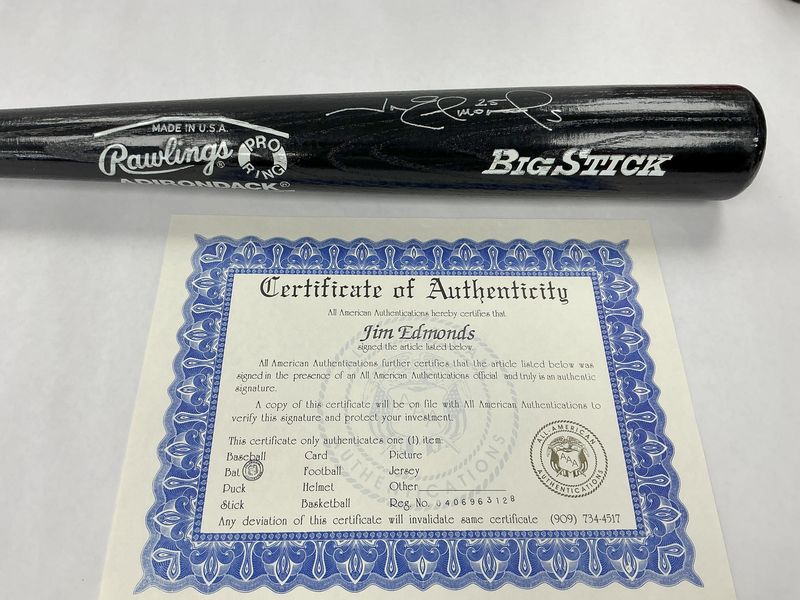 MADE IN U.S.A.
Rawlings®
PRO RING
ADIRONDACK®
Jim Edmonds
25
BIG STICK
Certificate of Authenticity
All American Authentications hereby certifies that
Jim Edmonds
signed the article listed below.
All American Authentications further certifies that the article listed below was
signed in the presence of an All American Authentications official and truly is an authentic
signature.
A copy of this certificate will be on file with All American Authentications to
verify this signature and protect your investment.
This certificate only authenticates one (1) item:
Baseball Card Picture
Bat Football Jersey
Puck Helmet Other
Stick Basketball Reg. No. 0406963128
Any deviation of this certificate will invalidate same certificate (909) 734-4517
ALL AMERICAN
AAA
AUTHENTICATIONS
AUTHENTICATIONS